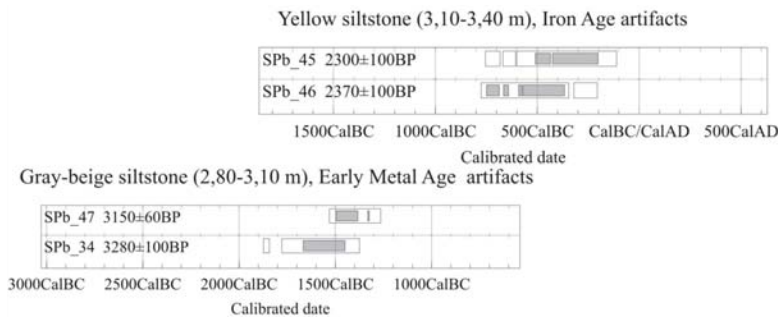 Yellow siltstone (3,10-3,40 m), Iron Age artifacts
SPb_45 2300±100BP
SPb_46 2370±100BP
1500CalBC 1000CalBC 500CalBC CalBC/CalAD 500CalAD
Calibrated date
Gray-beige siltstone (2,80-3,10 m), Early Metal Age artifacts
SPb_47 3150±60BP
SPb_34 3280±100BP
3000CalBC 2500CalBC 2000CalBC 1500CalBC 1000CalBC
Calibrated date